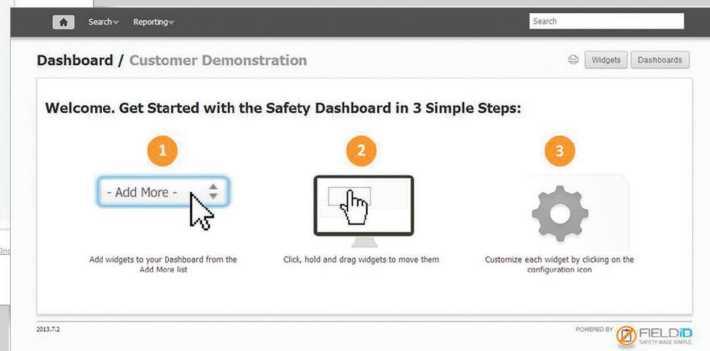 Search Reporting
Search
Dashboard / Customer Demonstration
Widgets
Dashboards
Welcome. Get Started with the Safety Dashboard in 3 Simple Steps:
1
2
3
- Add More -
Add widgets to your Dashboard from the
Add More list
Click, hold and drag widgets to move them
Customize each widget by clicking on the
configuration icon
2013.7.2
POWERED BY
FIELDiD
SAFETY MADE SIMPLE.